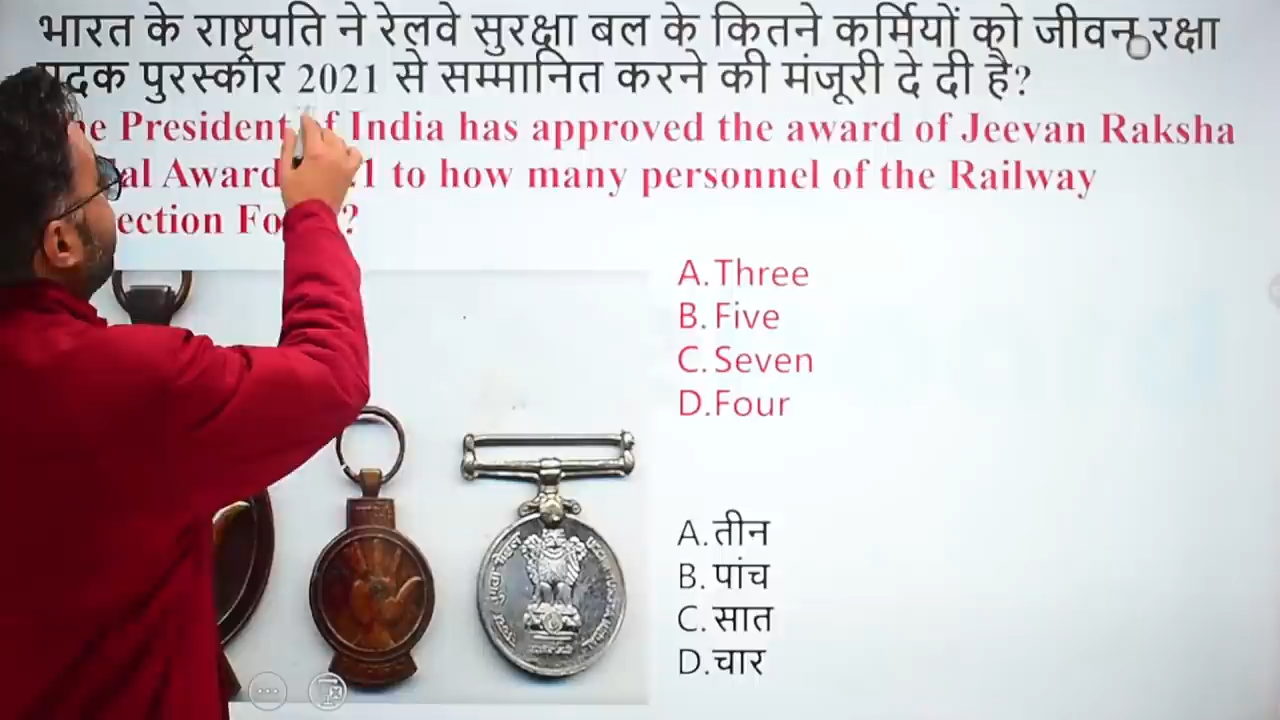 भारत के राष्ट्रपति ने रेलवे सुरक्षा बल के कितने कर्मियों को जीवन रक्षा
पदक पुरस्कार 2021 से सम्मानित करने की मंजूरी दे दी है?
President of India has approved the award of Jeevan Raksha
Award to how many personnel of the Railway
?
A. Three
B. Five
C. Seven
D. Four
A. तीन
B. पांच
C. सात
D. चार